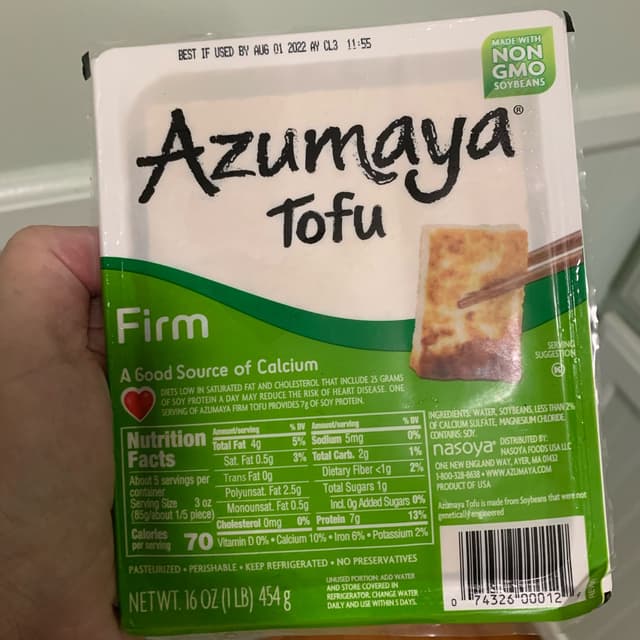 BEST IF USED BY AUG 01 2022 AY CL3 11:55
MADE WITH
NON
GMO
SOYBEANS
Azumaya®
Tofu
Firm
SERVING
SUGGESTION
A Good Source of Calcium
DIETS LOW IN SATURATED FAT AND CHOLESTEROL THAT INCLUDE 25 GRAMS
OF SOY PROTEIN A DAY MAY REDUCE THE RISK OF HEART DISEASE. ONE
SERVING OF AZUMAYA FIRM TOFU PROVIDES 7g OF SOY PROTEIN.
Nutrition
Facts
About 5 servings per
container
Serving Size 3 oz
(85g/about 1/5 piece)
Calories
per serving 70
Amount/serving % DV
Total Fat 4g 5%
Sat. Fat 0.5g 3%
Trans Fat 0g
Polyunsat. Fat 2.5g
Monounsat. Fat 0.5g
Cholesterol 0mg 0%
Amount/serving % DV
Sodium 5mg 0%
Total Carb. 2g 1%
Dietary Fiber <1g 2%
Total Sugars 1g
Incl. 0g Added Sugars 0%
Protein 7g 13%
Vitamin D 0% • Calcium 10% • Iron 6% • Potassium 2%
INGREDIENTS: WATER, SOYBEANS, LESS THAN 2%
OF CALCIUM SULFATE, MAGNESIUM CHLORIDE.
CONTAINS: SOY
nasoya® DISTRIBUTED BY:
NASOYA FOODS USA LLC
ONE NEW ENGLAND WAY, AYER, MA 01432
1-800-328-8638 • WWW.AZUMAYA.COM
PRODUCT OF USA
Azumaya Tofu is made from Soybeans that were not
genetically engineered
PASTEURIZED • PERISHABLE • KEEP REFRIGERATED • NO PRESERVATIVES
NET WT. 16 OZ (1 LB) 454 g
UNUSED PORTION: ADD WATER
AND STORE COVERED IN
REFRIGERATOR. CHANGE WATER
DAILY AND USE WITHIN 5 DAYS.
0 74326 00012